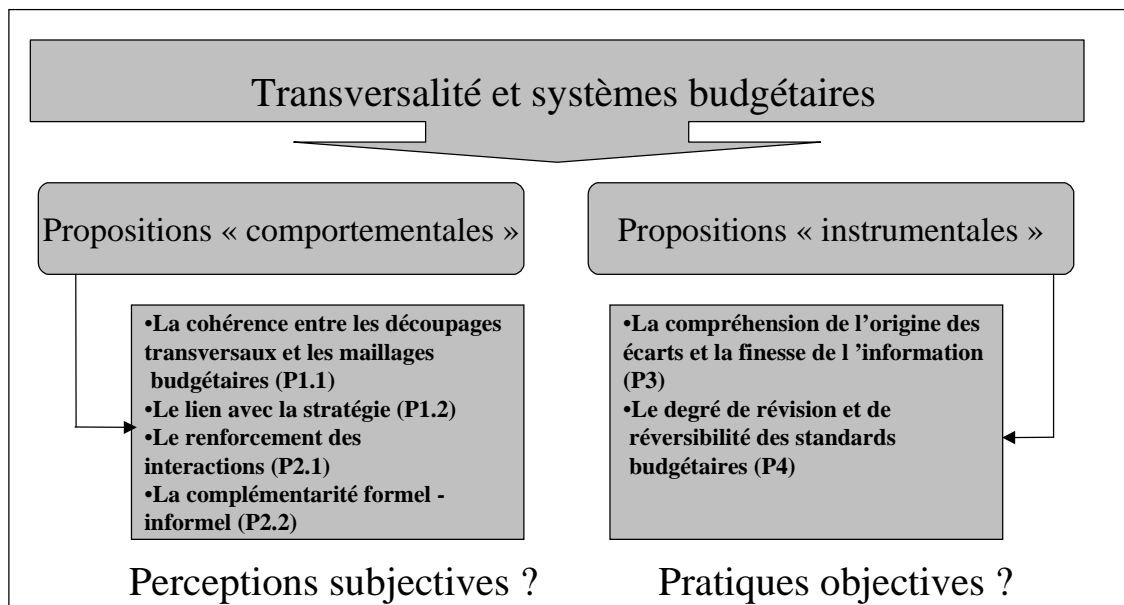 Transversalité et systèmes budgétaires
Propositions « comportementales »
•La cohérence entre les découpages
transversaux et les maillages
budgétaires (P1.1)
•Le lien avec la stratégie (P1.2)
•Le renforcement des
interactions (P2.1)
•La complémentarité formel -
informel (P2.2)
Perceptions subjectives ?
Propositions « instrumentales »
•La compréhension de l’origine des
écarts et la finesse de l ’information
(P3)
•Le degré de révision et de
réversibilité des standards
budgétaires (P4)
Pratiques objectives ?